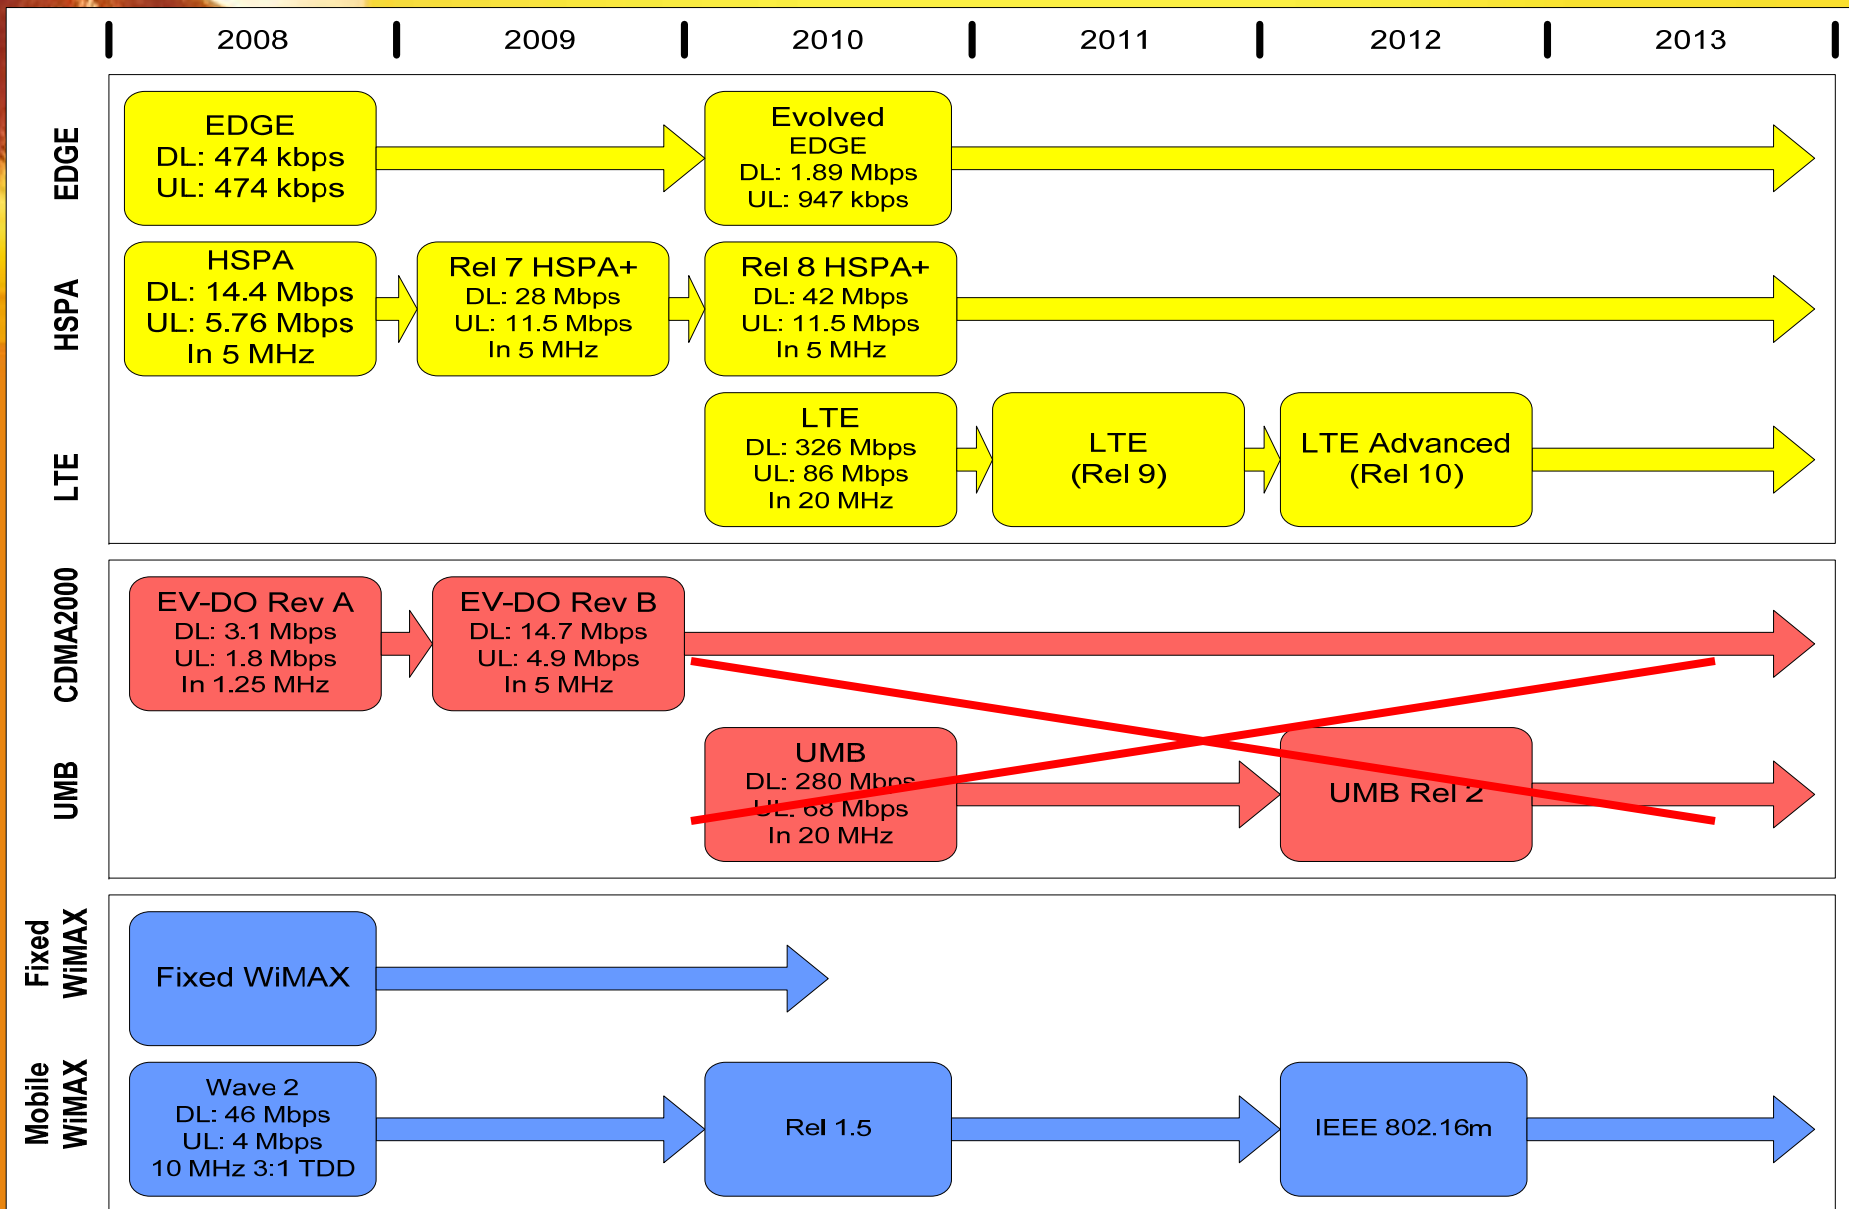 2008 2009 2010 2011 2012 2013
EDGE
EDGE
DL: 474 kbps
UL: 474 kbps
Evolved
EDGE
DL: 1.89 Mbps
UL: 947 kbps
HSPA
HSPA
DL: 14.4 Mbps
UL: 5.76 Mbps
In 5 MHz
Rel 7 HSPA+
DL: 28 Mbps
UL: 11.5 Mbps
In 5 MHz
Rel 8 HSPA+
DL: 42 Mbps
UL: 11.5 Mbps
In 5 MHz
LTE
LTE
DL: 326 Mbps
UL: 86 Mbps
In 20 MHz
LTE
(Rel 9)
LTE Advanced
(Rel 10)
CDMA2000
EV-DO Rev A
DL: 3.1 Mbps
UL: 1.8 Mbps
In 1.25 MHz
EV-DO Rev B
DL: 14.7 Mbps
UL: 4.9 Mbps
In 5 MHz
UMB
UMB
DL: 280 Mbps
UL: 68 Mbps
In 20 MHz
UMB Rel 2
Fixed
WiMAX
Fixed WiMAX
Mobile
WiMAX
Wave 2
DL: 46 Mbps
UL: 4 Mbps
10 MHz 3:1 TDD
Rel 1.5
IEEE 802.16m